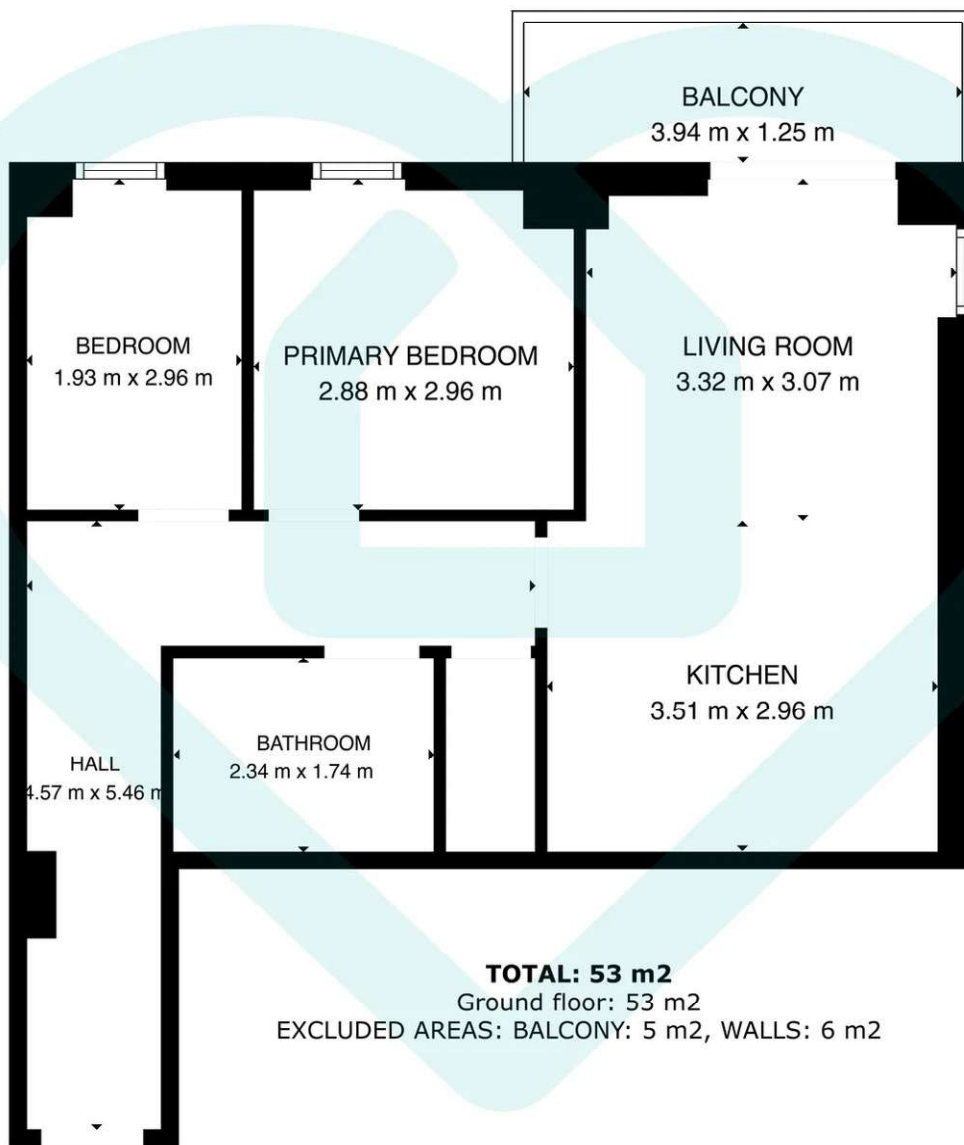 BALCONY
3.94 m x 1.25 m
BEDROOM
1.93 m x 2.96 m
PRIMARY BEDROOM
2.88 m x 2.96 m
LIVING ROOM
3.32 m x 3.07 m
KITCHEN
3.51 m x 2.96 m
BATHROOM
2.34 m x 1.74 m
HALL
4.57 m x 5.46 m
TOTAL: 53 m2
Ground floor: 53 m2
EXCLUDED AREAS: BALCONY: 5 m2, WALLS: 6 m2